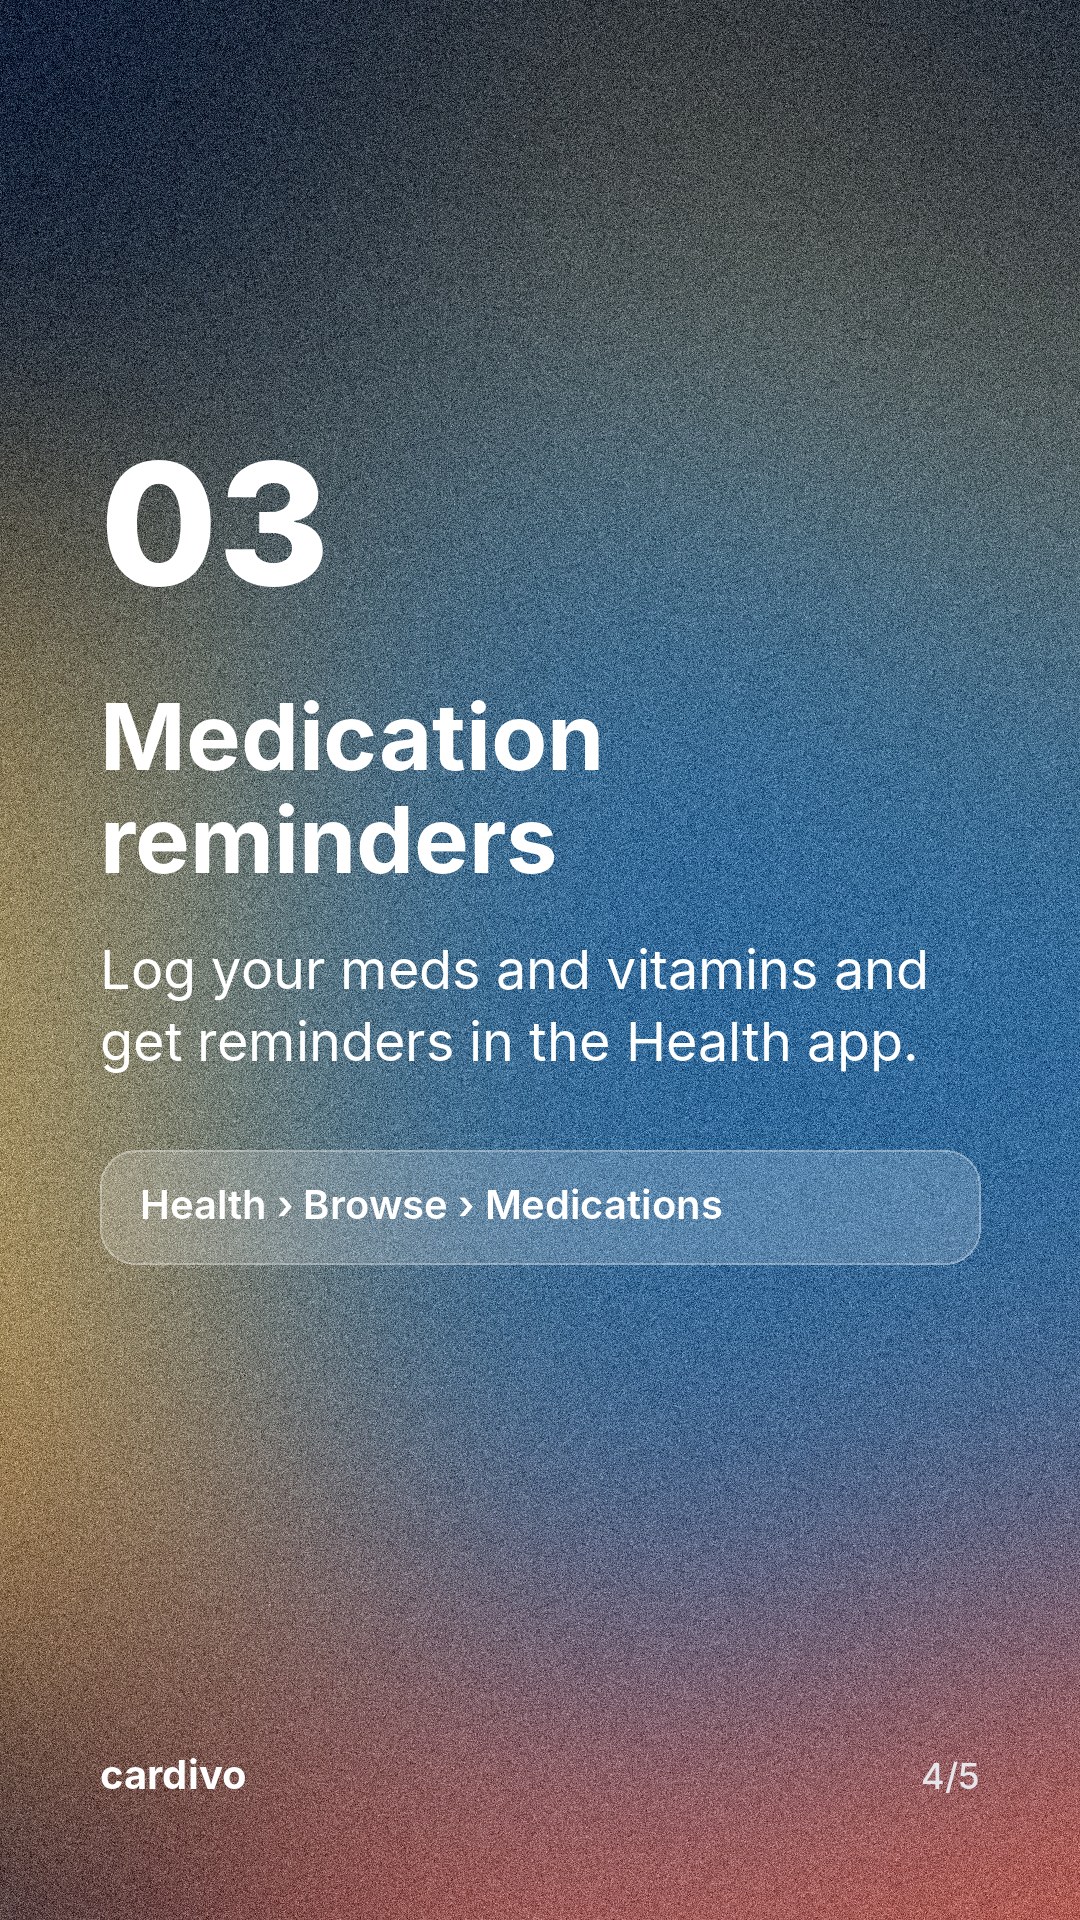 03
Medication
reminders
Log your meds and vitamins and
get reminders in the Health app.
Health › Browse › Medications
cardivo
4/5